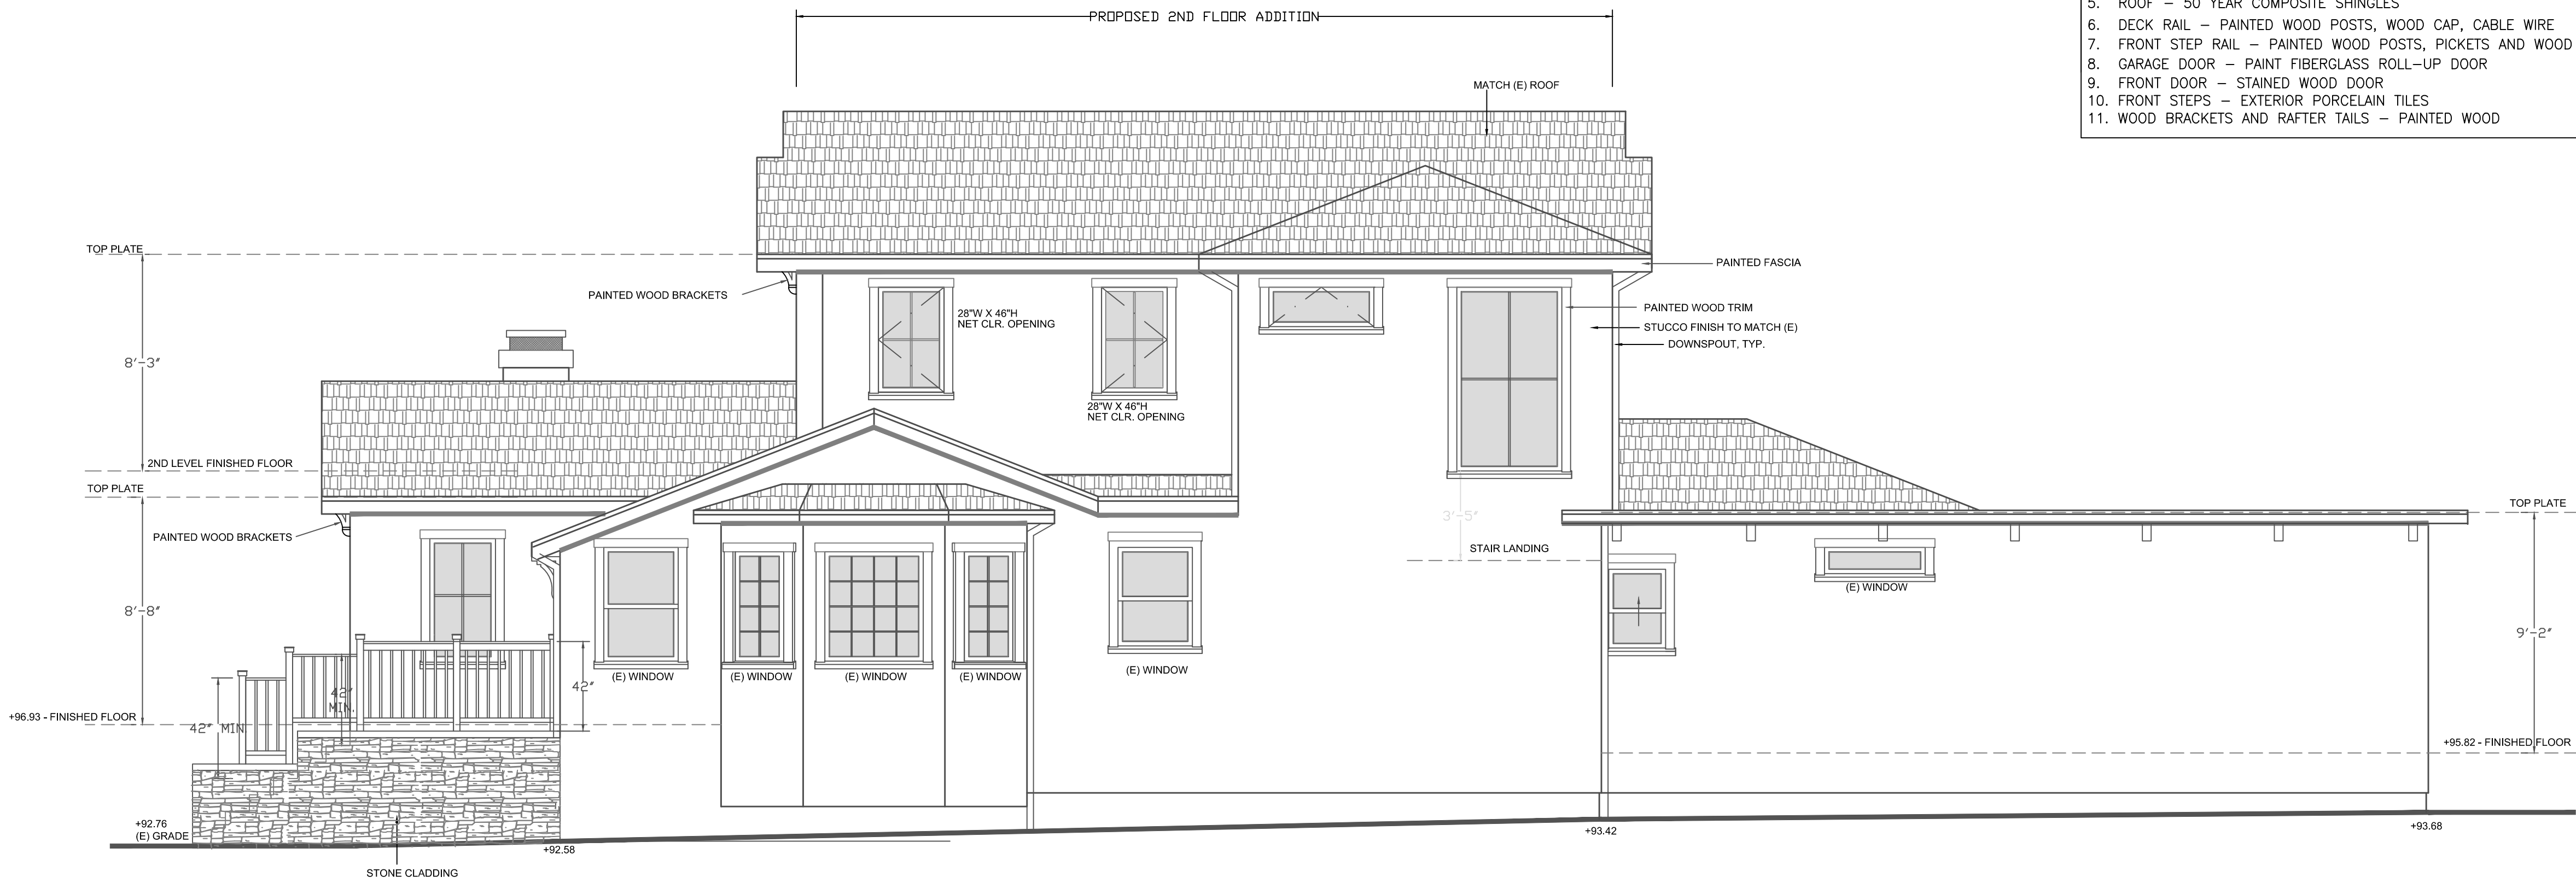 PROPOSED 2ND FLOOR ADDITION
5. ROOF – 50 YEAR COMPOSITE SHINGLES
6. DECK RAIL – PAINTED WOOD POSTS, WOOD CAP, CABLE WIRE
7. FRONT STEP RAIL – PAINTED WOOD POSTS, PICKETS AND WOOD
8. GARAGE DOOR – PAINT FIBERGLASS ROLL–UP DOOR
9. FRONT DOOR – STAINED WOOD DOOR
10. FRONT STEPS – EXTERIOR PORCELAIN TILES
11. WOOD BRACKETS AND RAFTER TAILS – PAINTED WOOD
MATCH (E) ROOF
TOP PLATE
PAINTED FASCIA
PAINTED WOOD BRACKETS
28"W X 46"H
NET CLR. OPENING
PAINTED WOOD TRIM
STUCCO FINISH TO MATCH (E)
DOWNSPOUT, TYP.
8'-3"
28"W X 46"H
NET CLR. OPENING
2ND LEVEL FINISHED FLOOR
TOP PLATE
TOP PLATE
3'-5"
PAINTED WOOD BRACKETS
STAIR LANDING
(E) WINDOW
8'-8"
9'-2"
(E) WINDOW
(E) WINDOW
(E) WINDOW
(E) WINDOW
(E) WINDOW
42"
42"
MIN.
+96.93 - FINISHED FLOOR
42" MIN.
+95.82 - FINISHED FLOOR
+92.76
(E) GRADE
+92.58
+93.42
+93.68
STONE CLADDING